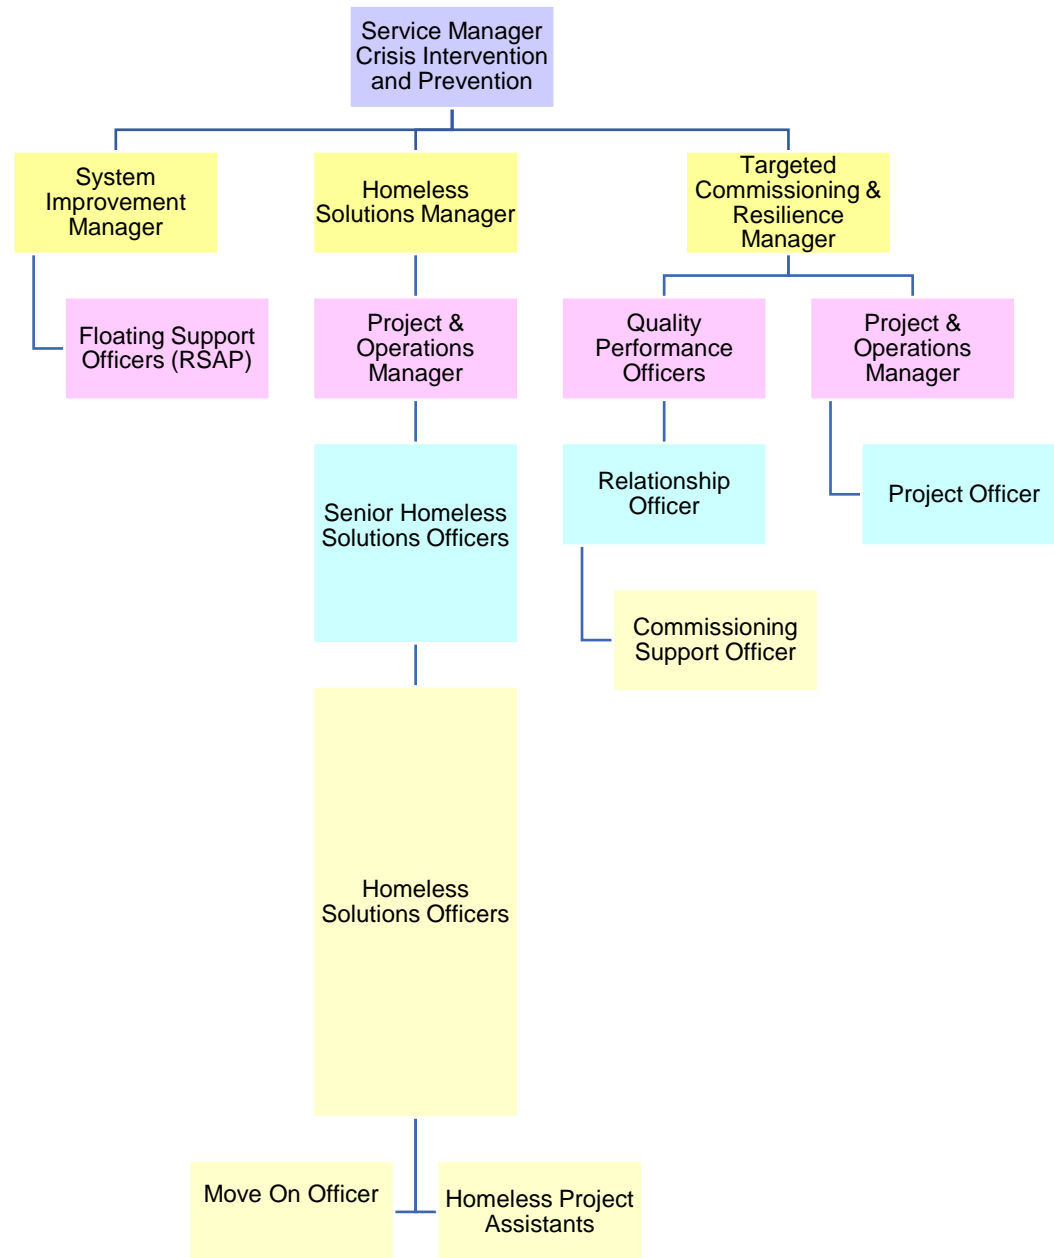 Service Manager
Crisis Intervention
and Prevention
System
Improvement
Manager
Homeless
Solutions Manager
Targeted
Commissioning &
Resilience
Manager
Floating Support
Officers (RSAP)
Project &
Operations
Manager
Quality
Performance
Officers
Project &
Operations
Manager
Senior Homeless
Solutions Officers
Relationship
Officer
Project Officer
Commissioning
Support Officer
Homeless
Solutions Officers
Move On Officer
Homeless Project
Assistants